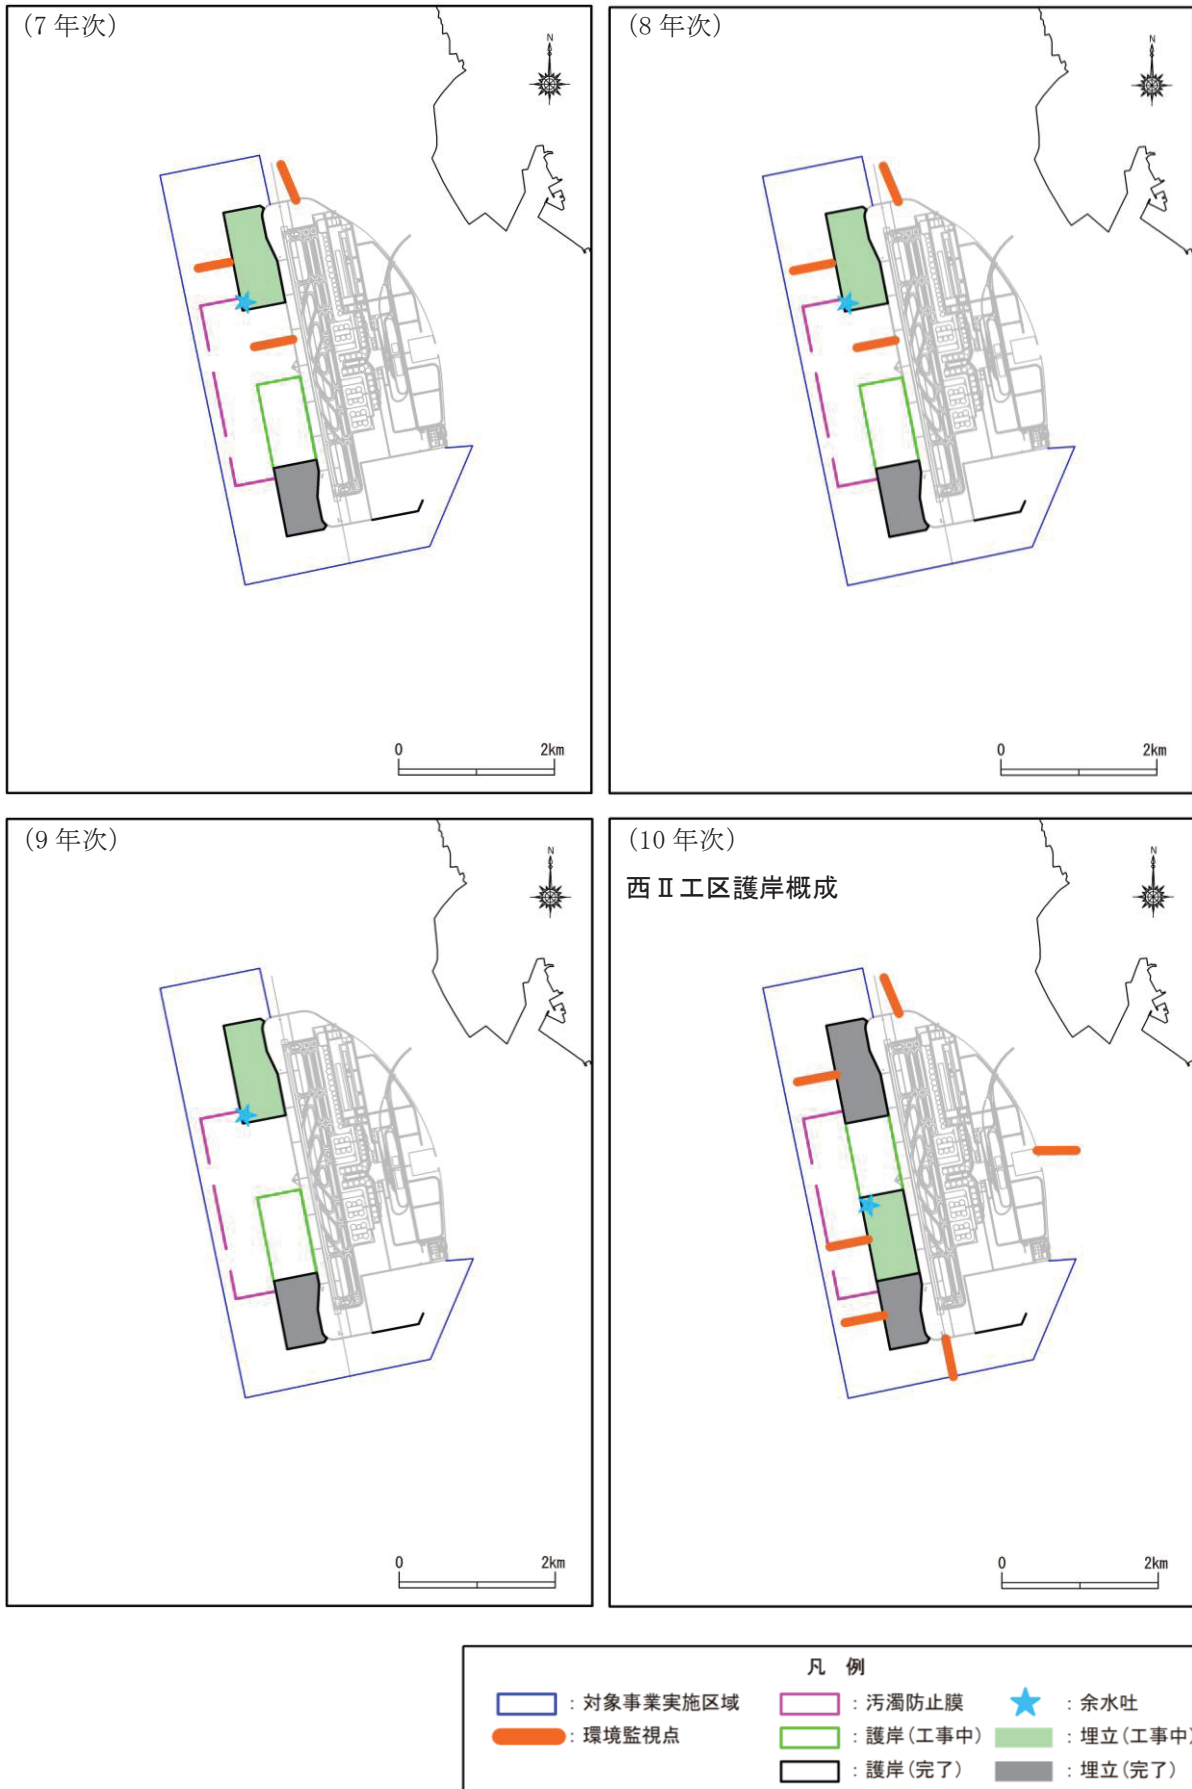 (7 年次)
N
0 2km
(8 年次)
N
0 2km
(9 年次)
N
0 2km
(10 年次)
西Ⅱ工区護岸概成
N
0 2km
凡 例
：対象事業実施区域
：汚濁防止膜
：余水吐
：環境監視点
：護岸(工事中)
：埋立(工事中)
：護岸(完了)
：埋立(完了)